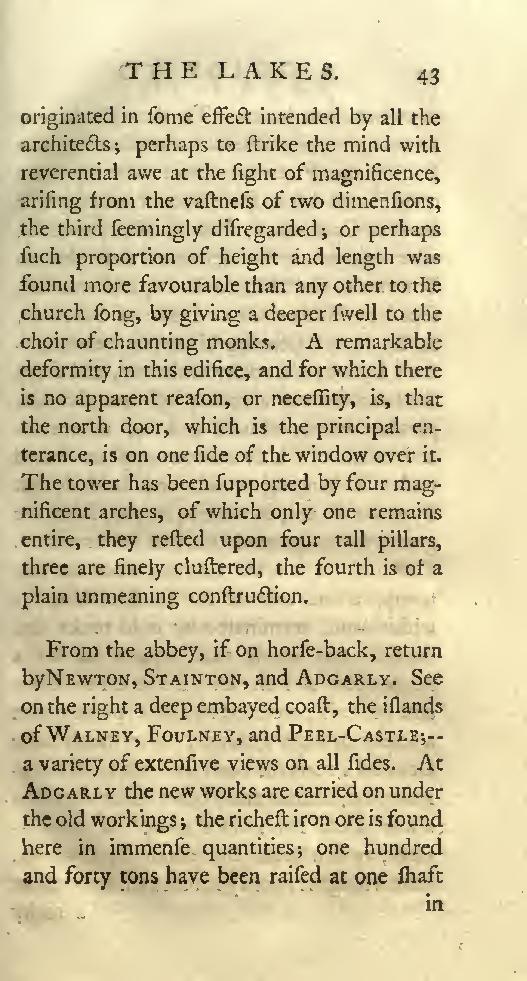 THE LAKES. 43
originated in ſome effect intended by all the
architects; perhaps to ſtrike the mind with
reverential awe at the ſight of magnificence,
ariſing from the vaſtneſs of two dimenſions,
the third ſeemingly diſregarded; or perhaps
ſuch proportion of height and length was
found more favourable than any other to the
church ſong, by giving a deeper ſwell to the
choir of chaunting monks. A remarkable
deformity in this edifice, and for which there
is no apparent reaſon, or neceſſity, is, that
the north door, which is the principal en-
terance, is on one ſide of the window over it.
The tower has been ſupported by four mag-
nificent arches, of which only one remains
entire, they reſted upon four tall pillars,
three are finely cluſtered, the fourth is of a
plain unmeaning conſtruction.
From the abbey, if on horſe-back, return
by NEWTON, STAINTON, and ADGARLY. See
on the right a deep embayed coaſt, the iſlands
of WALNEY, FOULNEY, and PEEL-CASTLE;--
a variety of extenſive views on all ſides. At
ADGARLY the new works are carried on under
the old workings; the richeſt iron ore is found
here in immenſe quantities; one hundred
and forty tons have been raiſed at one ſhaft
in